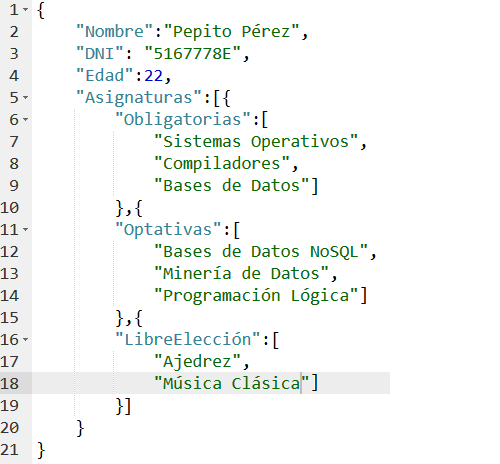 1 {
2 "Nombre":"Pepito Pérez",
3 "DNI": "5167778E",
4 "Edad":22,
5 "Asignaturas":[{
6 "Obligatorias":[
7 "Sistemas Operativos",
8 "Compiladores",
9 "Bases de Datos"]
10 },{
11 "Optativas":[
12 "Bases de Datos NoSQL",
13 "Minería de Datos",
14 "Programación Lógica"]
15 },{
16 "LibreElección":[
17 "Ajedrez",
18 "Música Clásica"]
19 }]
20 }
21 }